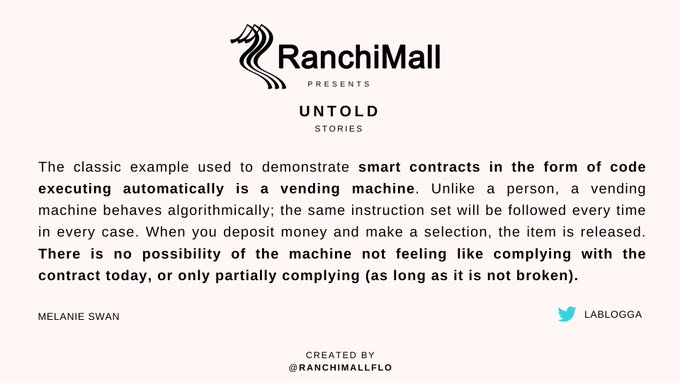 RanchiMall
PRESENTS
UNTOLD
STORIES
The classic example used to demonstrate smart contracts in the form of code
executing automatically is a vending machine. Unlike a person, a vending
machine behaves algorithmically; the same instruction set will be followed every time
in every case. When you deposit money and make a selection, the item is released.
There is no possibility of the machine not feeling like complying with the
contract today, or only partially complying (as long as it is not broken).
MELANIE SWAN
LABLOGGA
CREATED BY
@RANCHIMALLFLO